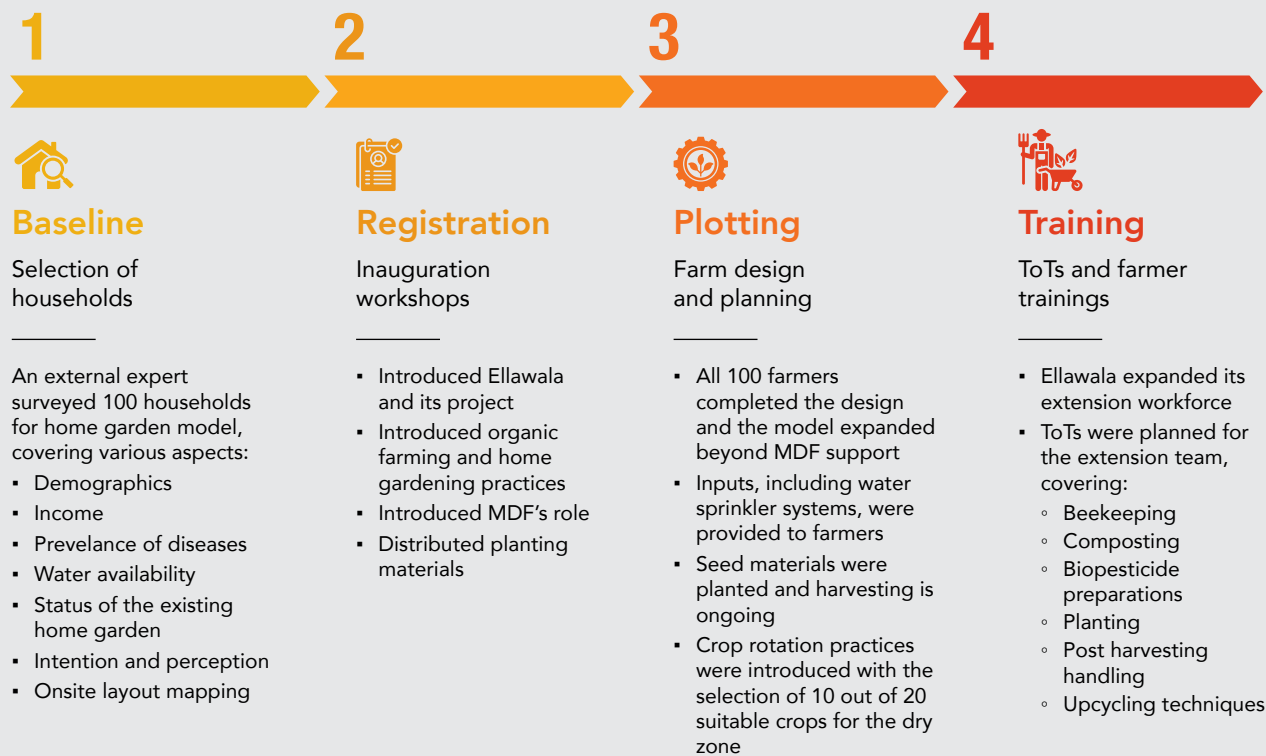 1
Baseline
Selection of
households
An external expert
surveyed 100 households
for home garden model,
covering various aspects:
▪ Demographics
▪ Income
▪ Prevelance of diseases
▪ Water availability
▪ Status of the existing
home garden
▪ Intention and perception
▪ Onsite layout mapping
2
Registration
Inauguration
workshops
▪ Introduced Ellawala
and its project
▪ Introduced organic
farming and home
gardening practices
▪ Introduced MDF's role
▪ Distributed planting
materials
3
Plotting
Farm design
and planning
▪ All 100 farmers
completed the design
and the model expanded
beyond MDF support
▪ Inputs, including water
sprinkler systems, were
provided to farmers
▪ Seed materials were
planted and harvesting is
ongoing
▪ Crop rotation practices
were introduced with the
selection of 10 out of 20
suitable crops for the dry
zone
4
Training
ToTs and farmer
trainings
▪ Ellawala expanded its
extension workforce
▪ ToTs were planned for
the extension team,
covering:
◦ Beekeeping
◦ Composting
◦ Biopesticide
preparations
◦ Planting
◦ Post harvesting
handling
◦ Upcycling techniques